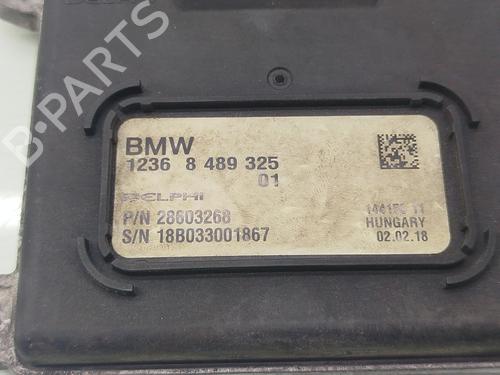 B-PARTS
BMW
1236 8 489 325
01
DELPHI
P/N 28603268
S/N 18B033001867
HUNGARY
02.02.18